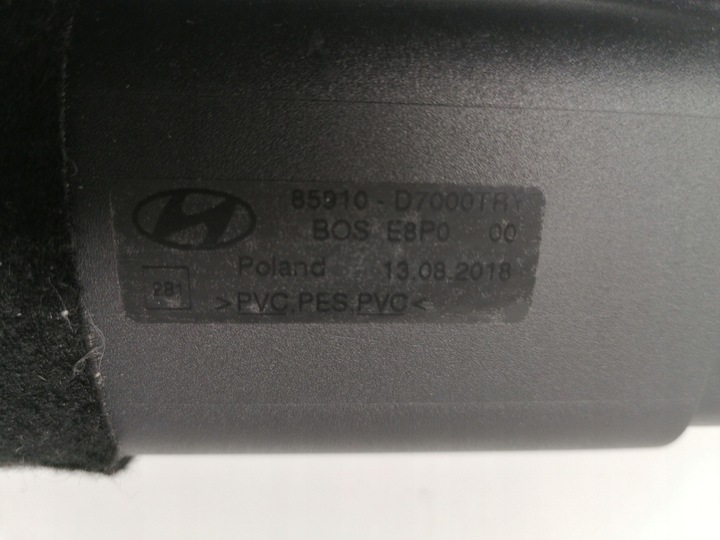 85910 - D7000TRY
BOS E8P0 00
Poland 13.08.2018
281
>PVC,PES,PVC<